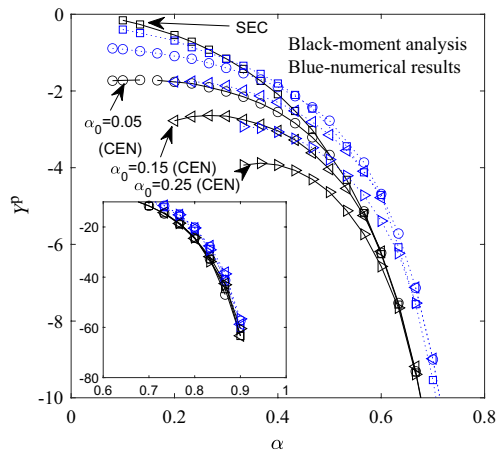 0
SEC
Black-moment analysis
Blue-numerical results
-2
α₀=0.05
(CEN)
α₀=0.15 (CEN)
α₀=0.25 (CEN)
-4
Yᵖ
-20
-6
-40
-60
-8
-80
0.6 0.7 0.8 0.9 1
-10
0 0.2 0.4 0.6 0.8
α